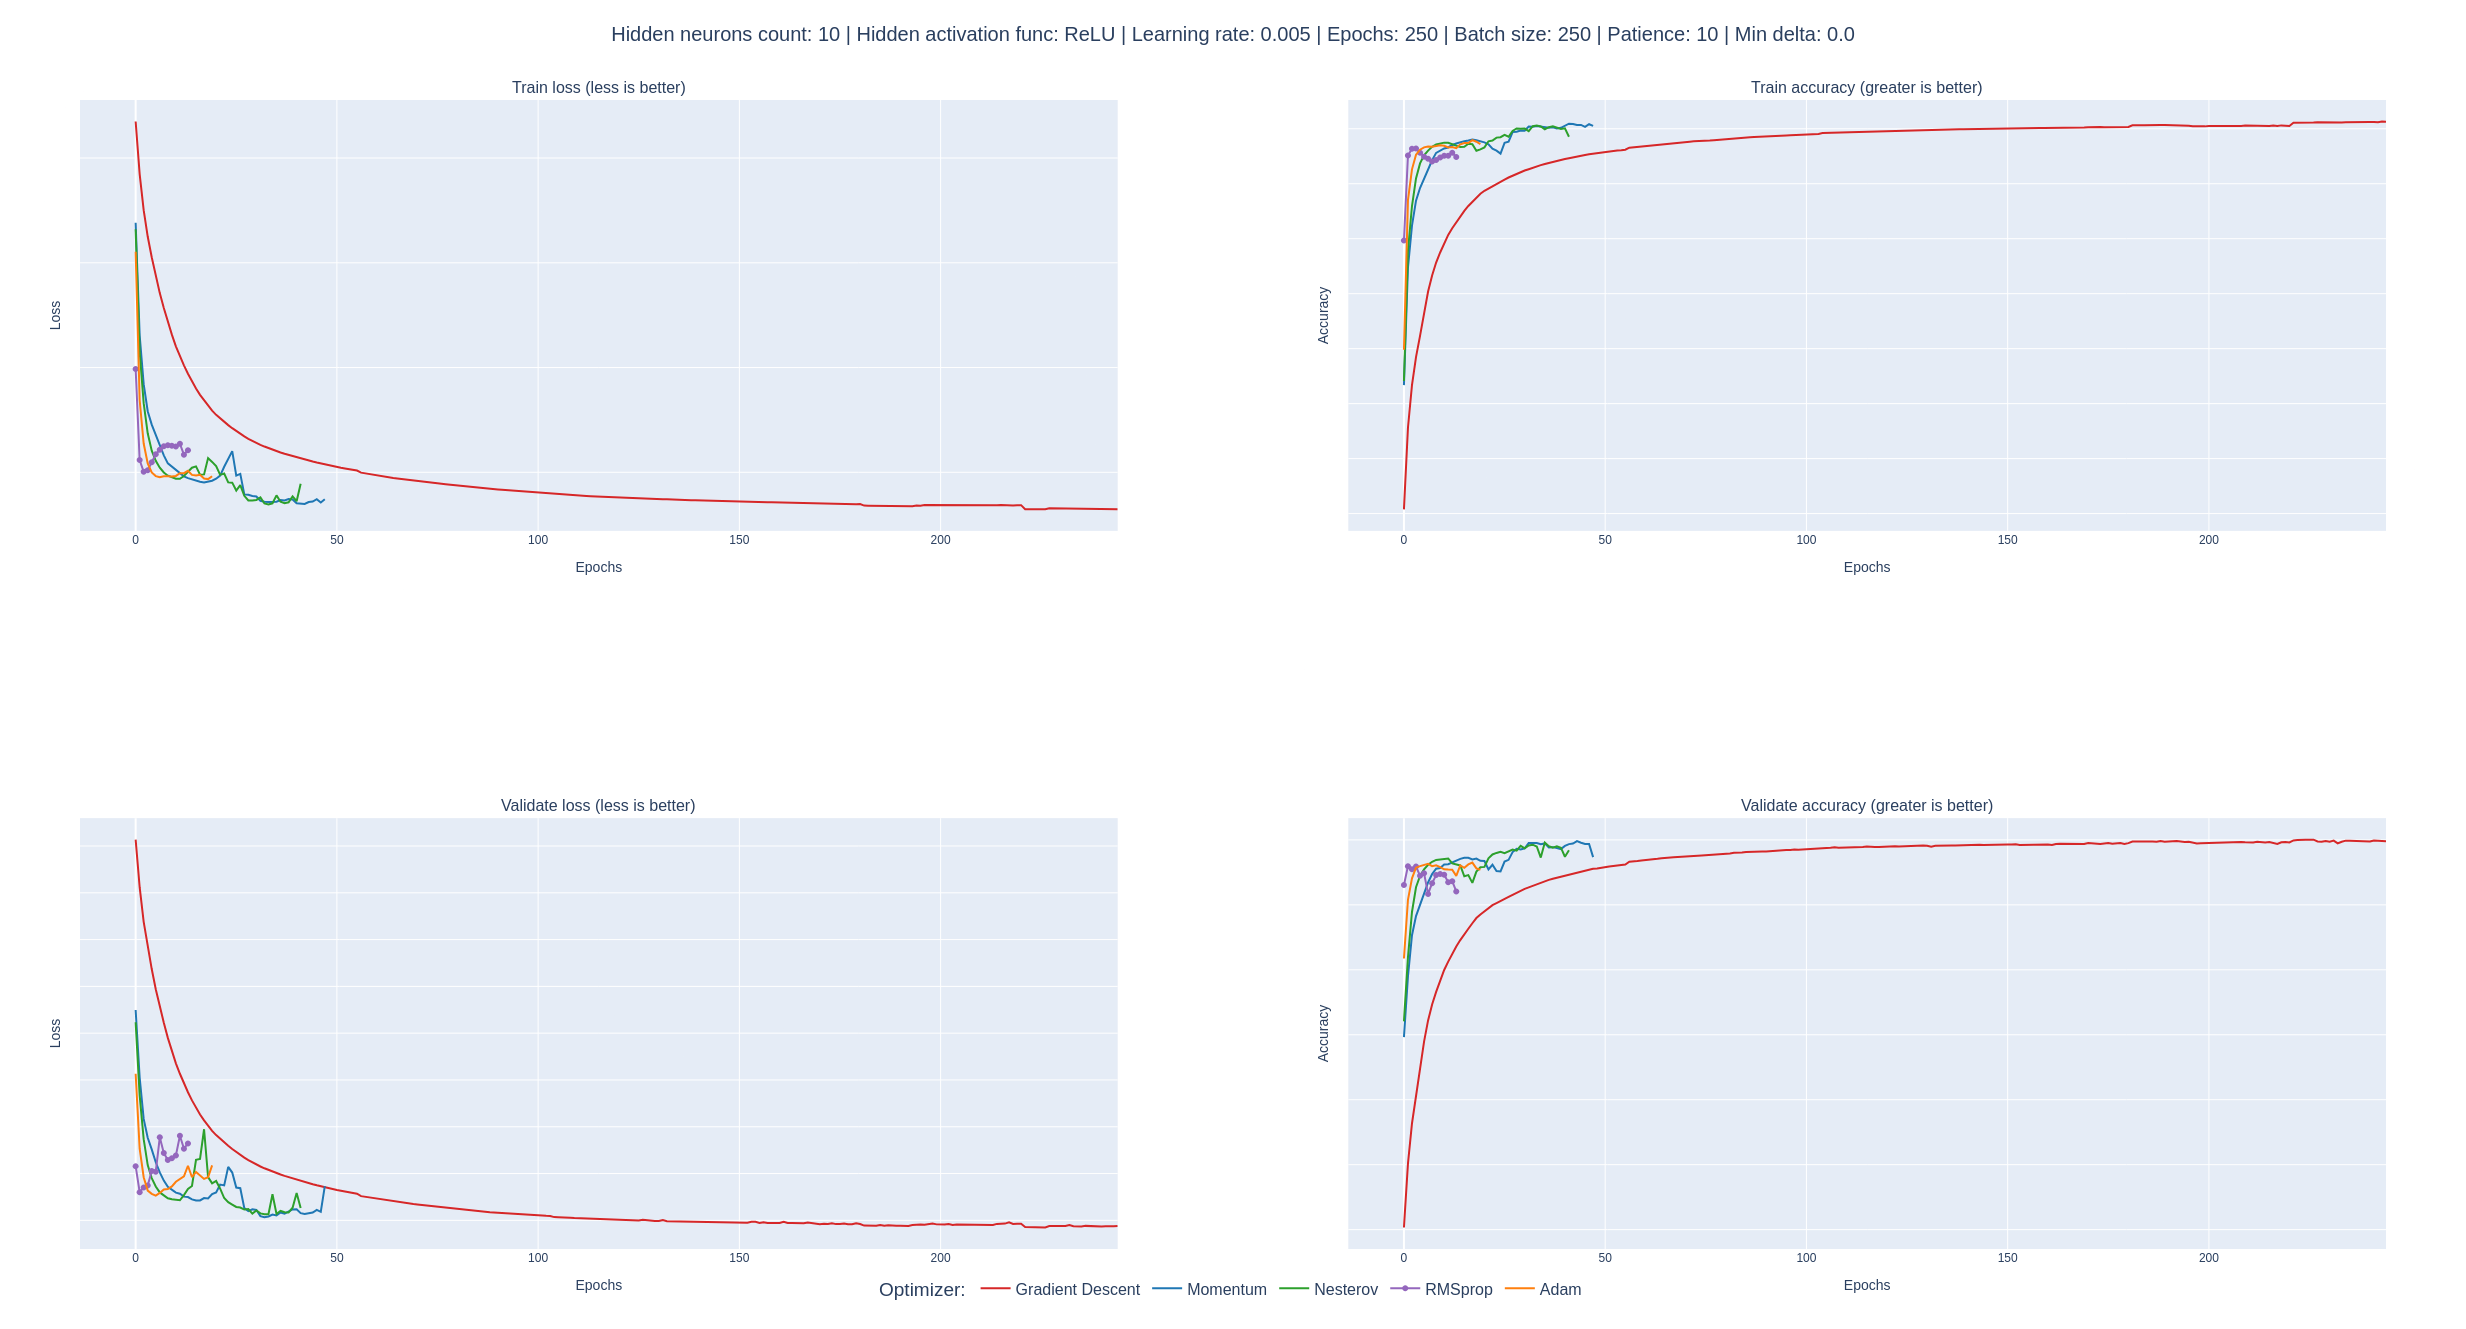 Hidden neurons count: 10 | Hidden activation func: ReLU | Learning rate: 0.005 | Epochs: 250 | Batch size: 250 | Patience: 10 | Min delta: 0.0
Train loss (less is better)
Loss
0 50 100 150 200
Epochs
Train accuracy (greater is better)
Accuracy
0 50 100 150 200
Epochs
Validate loss (less is better)
Loss
0 50 100 150 200
Epochs
Validate accuracy (greater is better)
Accuracy
0 50 100 150 200
Epochs
Optimizer: Gradient Descent Momentum Nesterov RMSprop Adam